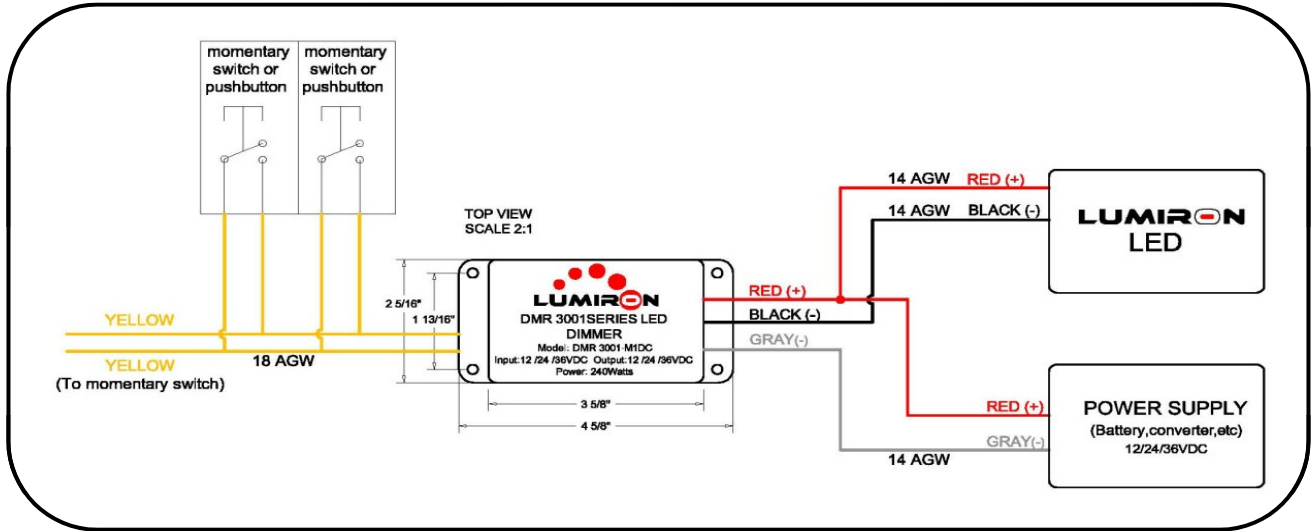 momentary
switch or
pushbutton
momentary
switch or
pushbutton
TOP VIEW
SCALE 2:1
14 AGW RED (+)
14 AGW BLACK (-)
LUMIRON
LED
2 5/16"
1 13/16"
LUMIRON
DMR 3001SERIES LED
DIMMER
Model: DMR 3001-M1DC
Input:12 /24 /36VDC Output:12 /24 /36VDC
Power: 240Watts
RED (+)
BLACK (-)
GRAY(-)
YELLOW
YELLOW
(To momentary switch)
18 AGW
3 5/8"
4 5/8"
RED (+)
GRAY(-)
14 AGW
POWER SUPPLY
(Battery,converter,etc)
12/24/36VDC